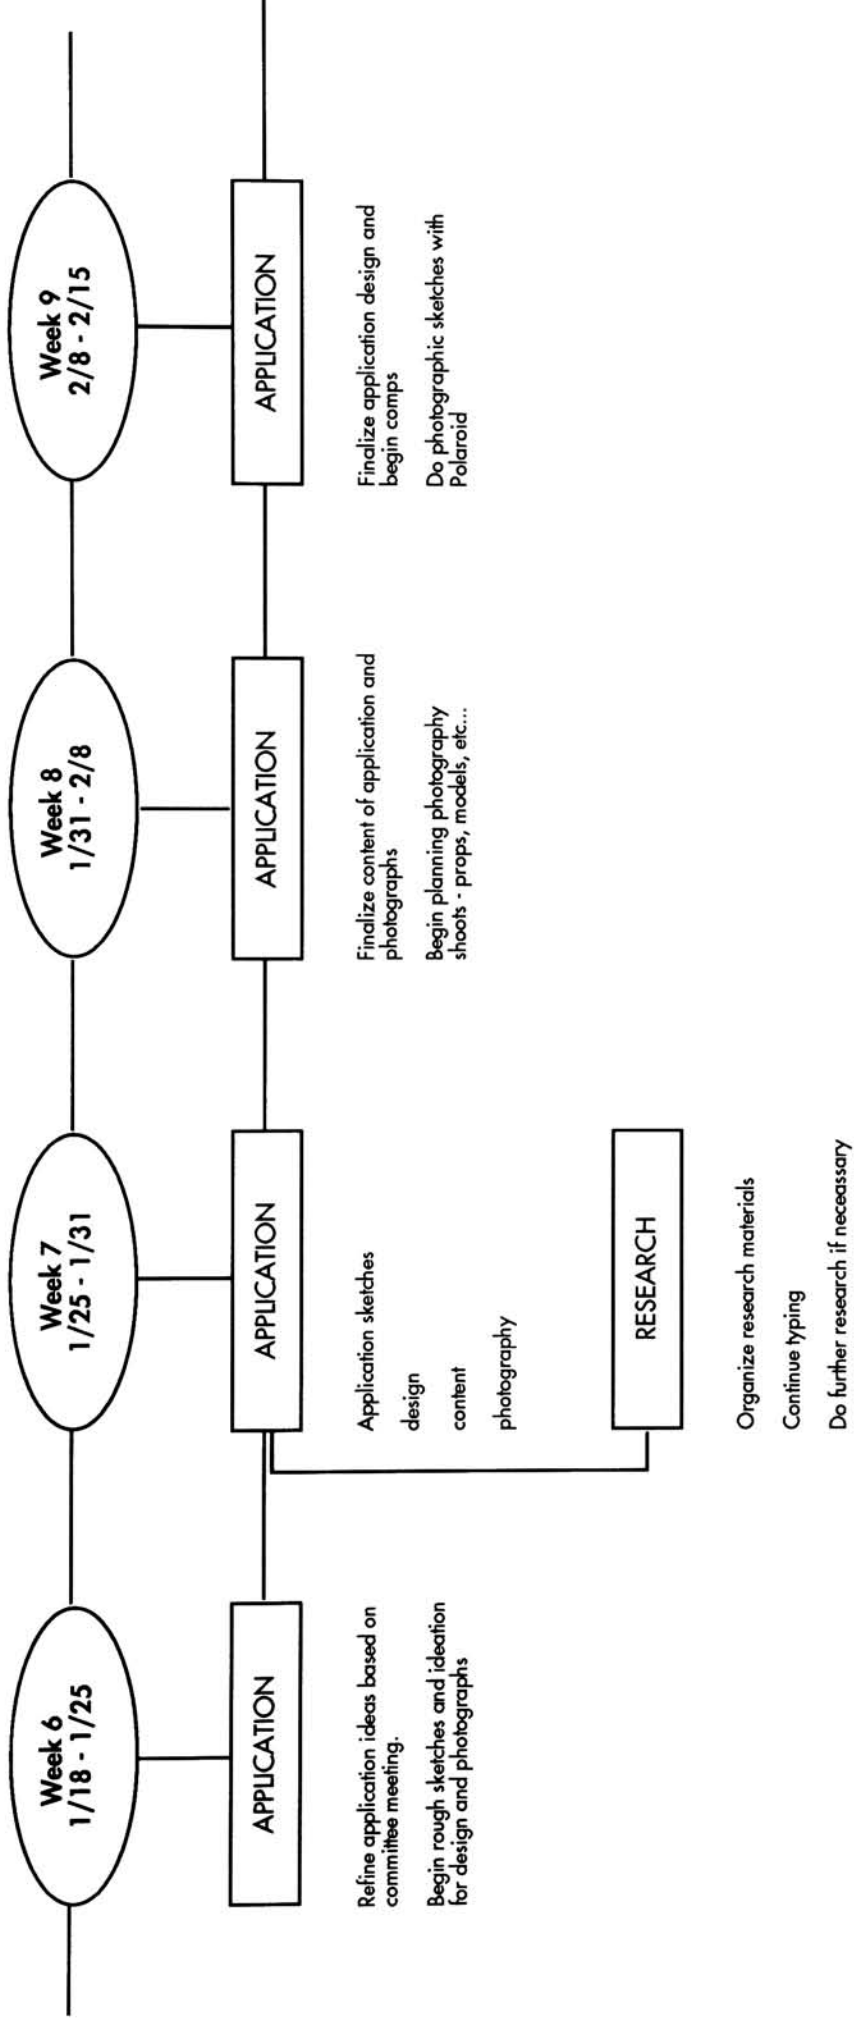 Week 6
1/18 - 1/25
APPLICATION
Refine application ideas based on
committee meeting.
Begin rough sketches and ideation
for design and photographs
Week 7
1/25 - 1/31
APPLICATION
Application sketches
design
content
photography
RESEARCH
Organize research materials
Continue typing
Do further research if neceassary
Week 8
1/31 - 2/8
APPLICATION
Finalize content of application and
photographs
Begin planning photography
shoots - props, models, etc...
Week 9
2/8 - 2/15
APPLICATION
Finalize application design and
begin comps
Do photographic sketches with
Polaroid